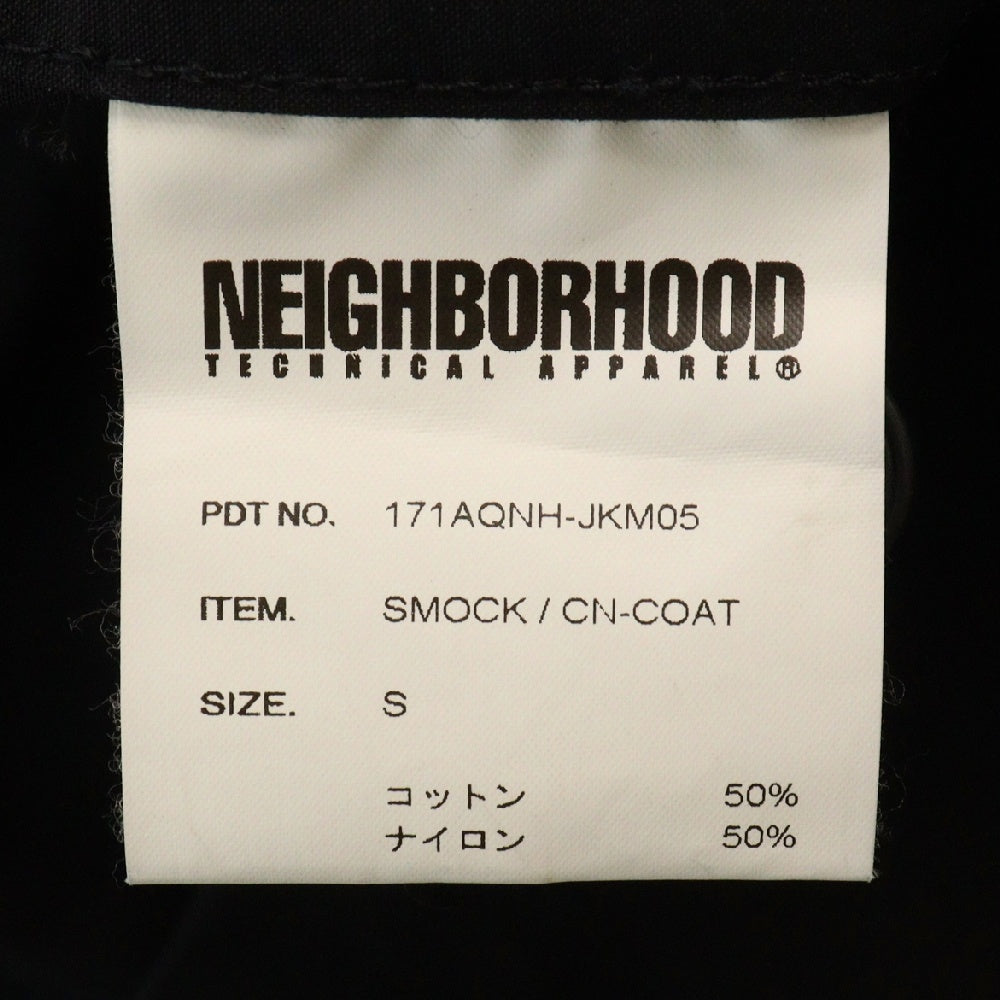 NEIGHBORHOOD
TECHNICAL APPAREL®
PDT NO. 171AQNH-JKM05
ITEM. SMOCK / CN-COAT
SIZE. S
コットン 50%
ナイロン 50%